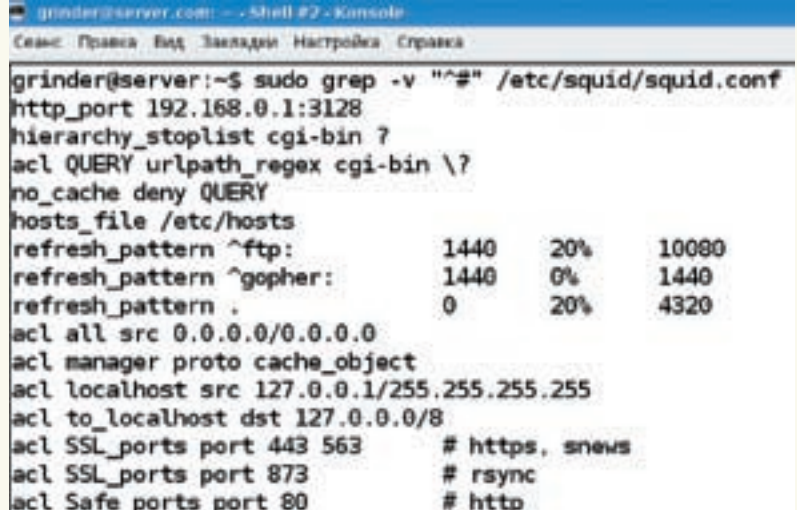 grinder@server.com: ~ - Shell #2 - Konsole
Сеанс Правка Вид Закладки Настройка Справка
grinder@server:~$ sudo grep -v "^#" /etc/squid/squid.conf
http_port 192.168.0.1:3128
hierarchy_stoplist cgi-bin ?
acl QUERY urlpath_regex cgi-bin \?
no_cache deny QUERY
hosts_file /etc/hosts
refresh_pattern ^ftp: 1440 20% 10080
refresh_pattern ^gopher: 1440 0% 1440
refresh_pattern . 0 20% 4320
acl all src 0.0.0.0/0.0.0.0
acl manager proto cache_object
acl localhost src 127.0.0.1/255.255.255.255
acl to_localhost dst 127.0.0.0/8
acl SSL_ports port 443 563 # https, snews
acl SSL_ports port 873 # rsync
acl Safe_ports port 80 # http